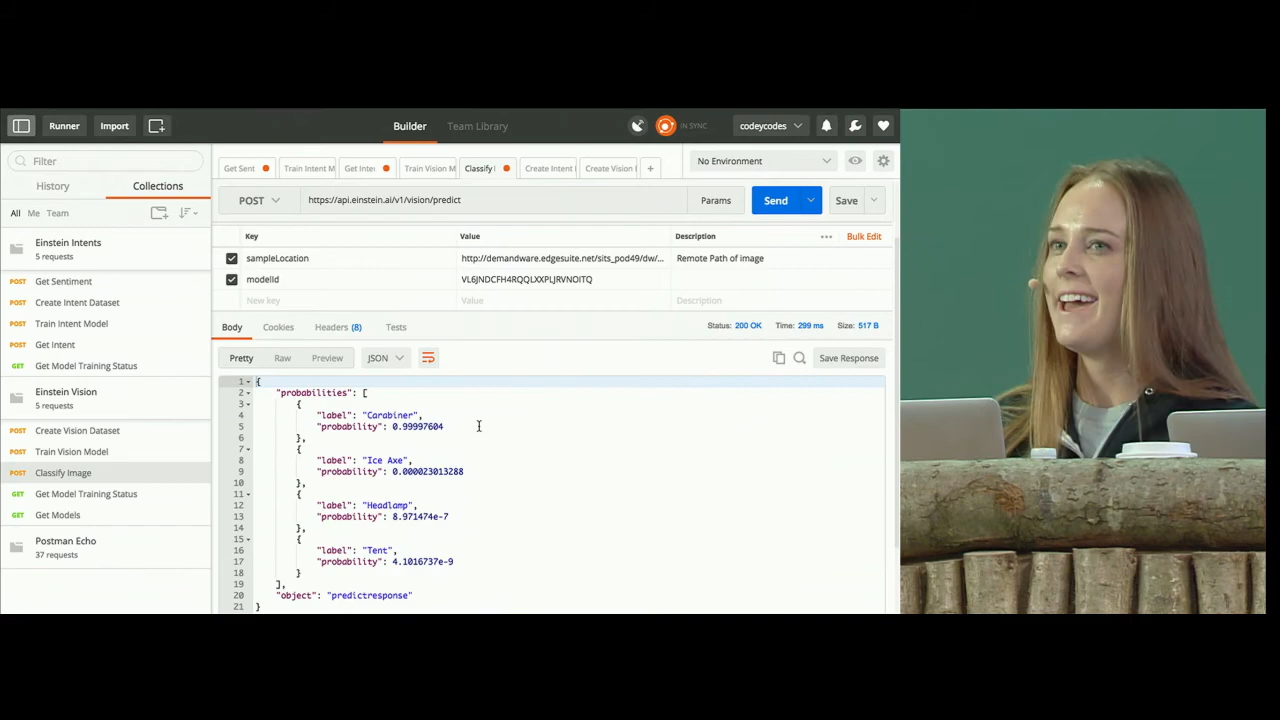 Runner
Import
Builder
Team Library
IN SYNC
codeycodes
Filter
History
Collections
All Me Team
Einstein Intents
5 requests
POST Get Sentiment
POST Create Intent Dataset
POST Train Intent Model
POST Get Intent
GET Get Model Training Status
Einstein Vision
5 requests
POST Create Vision Dataset
POST Train Vision Model
POST Classify Image
GET Get Model Training Status
GET Get Models
Postman Echo
37 requests
Get Sent Train Intent M Get Inte Train Vision M Classify Create Intent Create Vision +
No Environment
POST https://api.einstein.ai/v1/vision/predict Params Send Save
Key Value Description ••• Bulk Edit
sampleLocation http://demandware.edgesuite.net/sits_pod49/dw/... Remote Path of image
modelId VL6JNDCFH4RQQLXXPLJRVNOITQ
New key Value Description
Body Cookies Headers (8) Tests Status: 200 OK Time: 299 ms Size: 517 B
Pretty Raw Preview JSON Save Response
1 {
2 "probabilities": [
3 {
4 "label": "Carabiner",
5 "probability": 0.99997604
6 },
7 {
8 "label": "Ice Axe",
9 "probability": 0.000023013288
10 },
11 {
12 "label": "Headlamp",
13 "probability": 8.971474e-7
14 },
15 {
16 "label": "Tent",
17 "probability": 4.1016737e-9
18 }
19 ],
20 "object": "predictresponse"
21 }